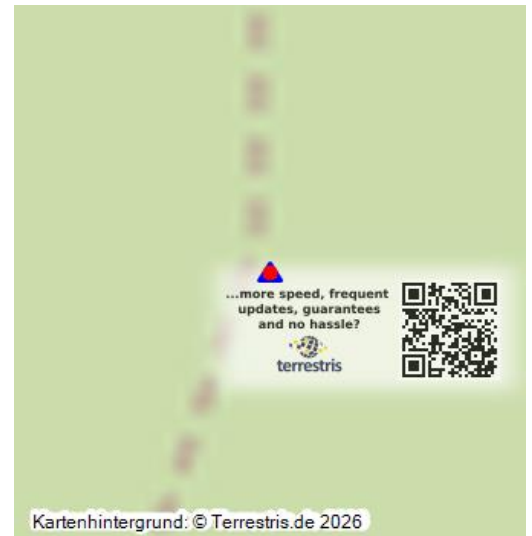 ...more speed, frequent
updates, guarantees
and no hassle?
terrestris
Kartenhintergrund: © Terrestris.de 2026